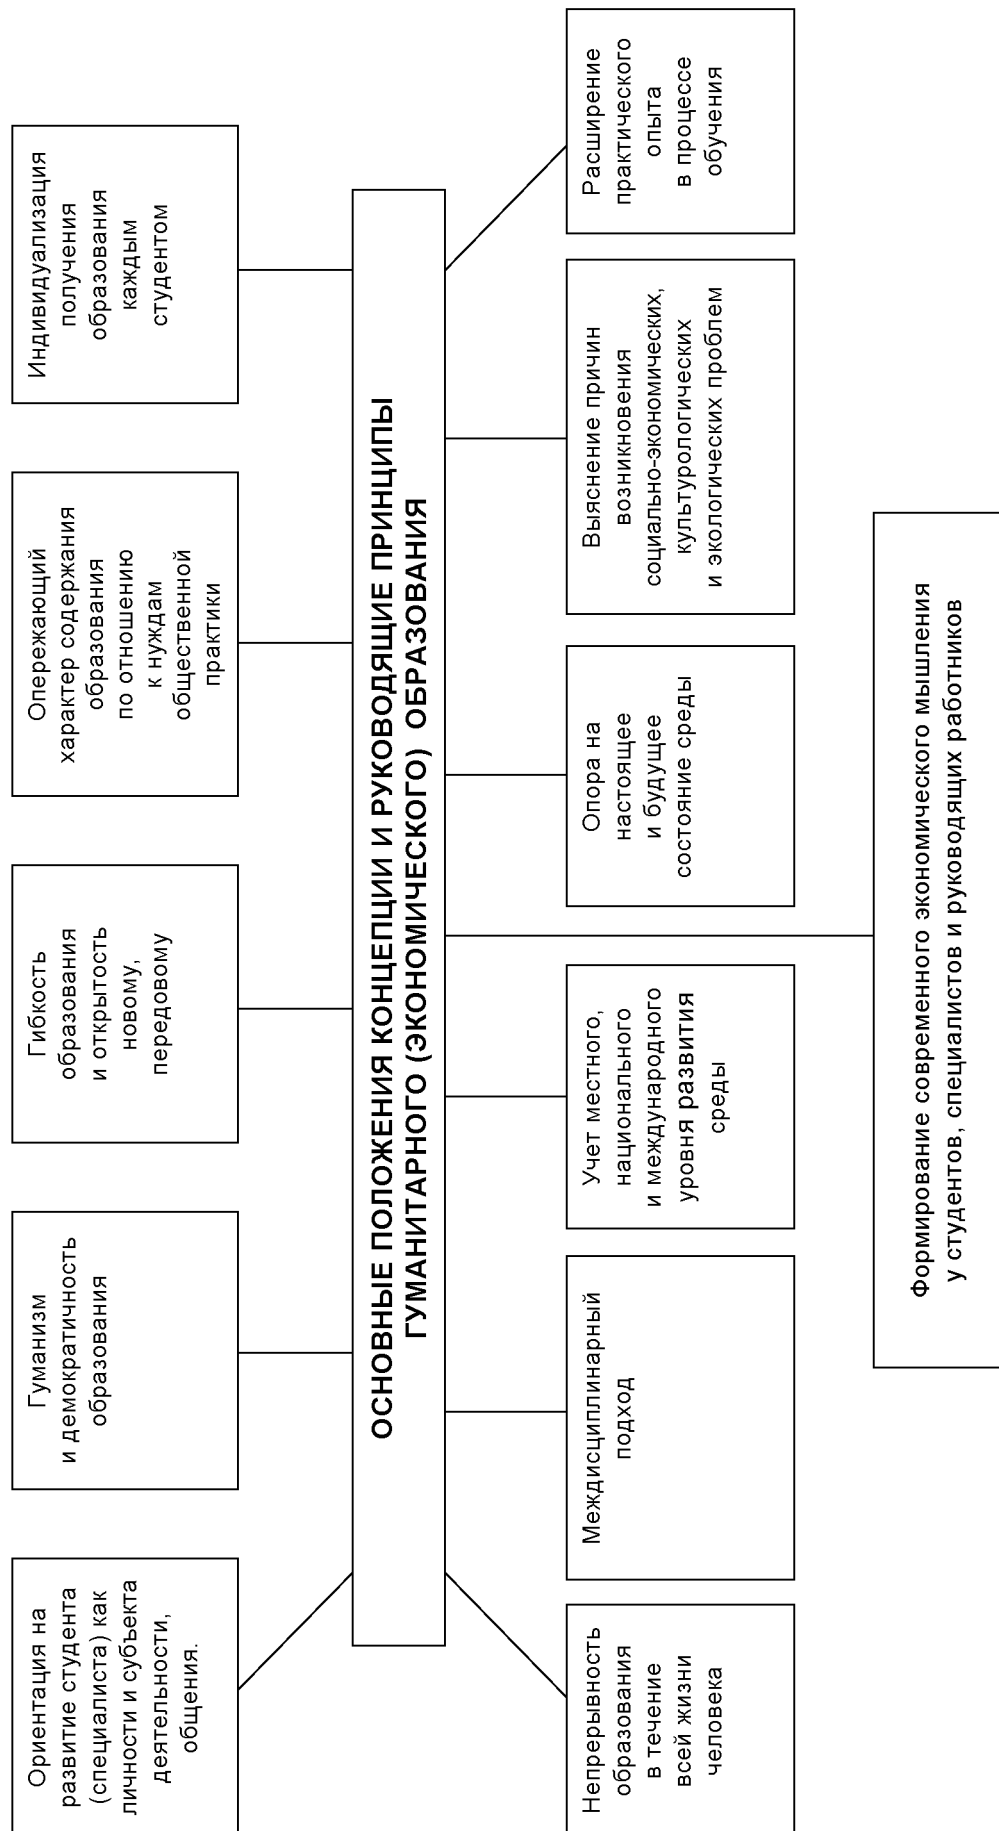 Ориентация на
развитие студента
(специалиста) как
личности и субъекта
деятельности,
общения.
Гуманизм
и демократичность
образования
Гибкость
образования
и открытость
новому,
передовому
Опережающий
характер содержания
образования
по отношению
к нуждам
общественной
практики
Индивидуализация
получения
образования
каждым
студентом
ОСНОВНЫЕ ПОЛОЖЕНИЯ КОНЦЕПЦИИ И РУКОВОДЯЩИЕ ПРИНЦИПЫ
ГУМАНИТАРНОГО (ЭКОНОМИЧЕСКОГО) ОБРАЗОВАНИЯ
Непрерывность
образования
в течение
всей жизни
человека
Междисциплинарный
подход
Учет местного,
национального
и международного
уровня развития
среды
Опора на
настоящее
и будущее
состояние среды
Выяснение причин
возникновения
социально-экономических,
культурологических
и экологических проблем
Расширение
практического
опыта
в процессе
обучения
Формирование современного экономического мышления
у студентов, специалистов и руководящих работников